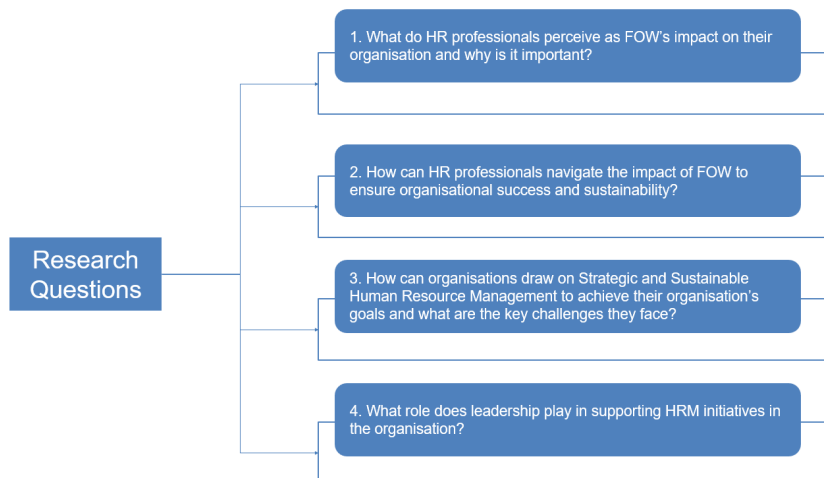 1. What do HR professionals perceive as FOW's impact on their
organisation and why is it important?
2. How can HR professionals navigate the impact of FOW to
ensure organisational success and sustainability?
Research
Questions
3. How can organisations draw on Strategic and Sustainable
Human Resource Management to achieve their organisation's
goals and what are the key challenges they face?
4. What role does leadership play in supporting HRM initiatives in
the organisation?